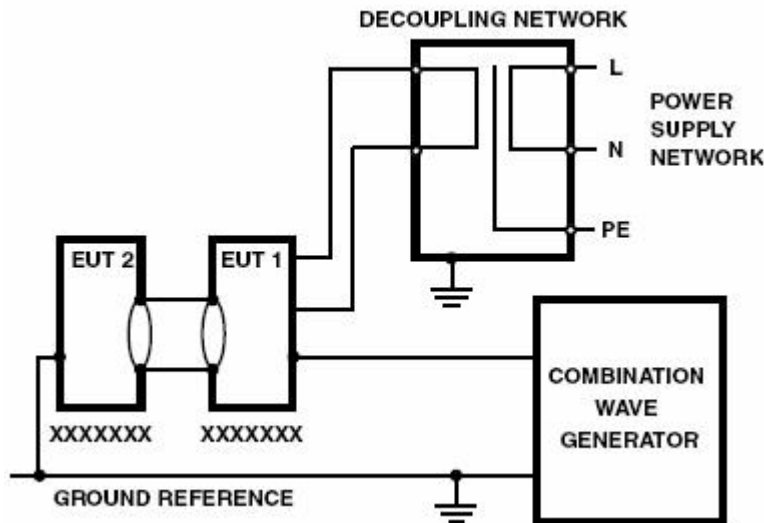 DECOUPLING NETWORK
L
POWER
SUPPLY
NETWORK
N
PE
EUT 2
EUT 1
COMBINATION
WAVE
GENERATOR
XXXXXXX
XXXXXXX
GROUND REFERENCE